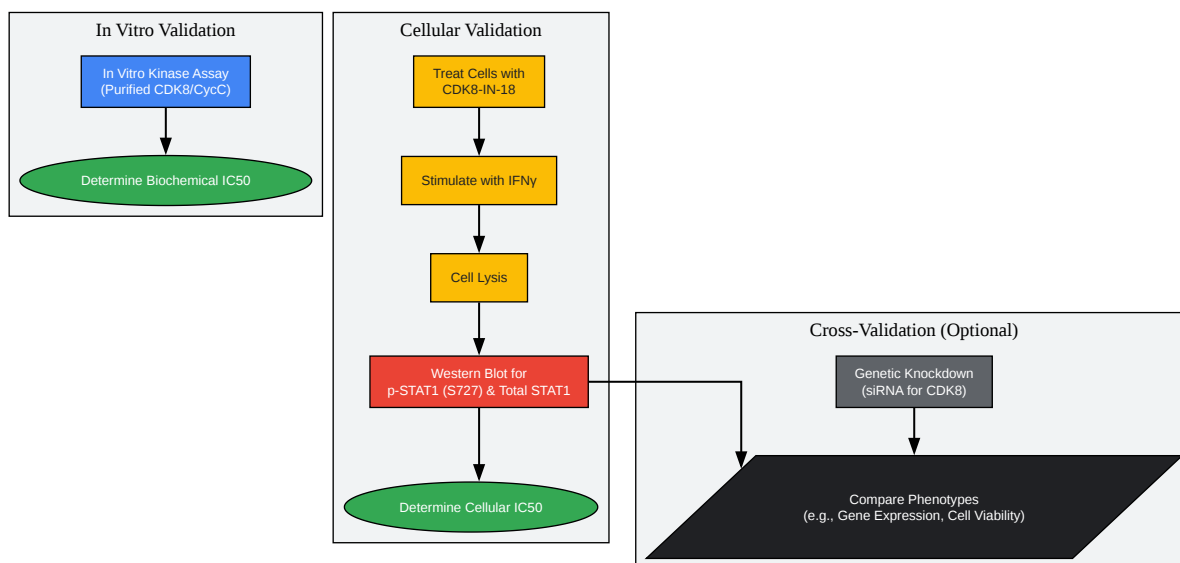 In Vitro Validation
In Vitro Kinase Assay
(Purified CDK8/CycC)
Determine Biochemical IC50
Cellular Validation
Treat Cells with
CDK8-IN-18
Stimulate with IFNγ
Cell Lysis
Western Blot for
p-STAT1 (S727) & Total STAT1
Determine Cellular IC50
Cross-Validation (Optional)
Genetic Knockdown
(siRNA for CDK8)
Compare Phenotypes
(e.g., Gene Expression, Cell Viability)